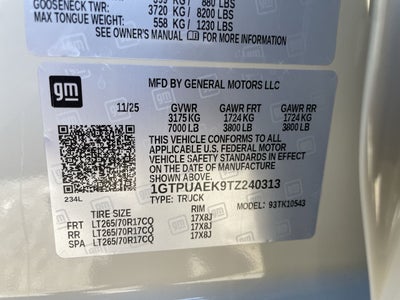 399 KG / 880 LBS
GOOSENECK TWR: 3720 KG / 8200 LBS
MAX TONGUE WEIGHT: 558 KG / 1230 LBS
SEE OWNER'S MANUAL FOR MORE INFORMATION
gm
MFD BY GENERAL MOTORS LLC
11/25 GVWR GAWR FRT GAWR RR
3175 KG 1724 KG 1724 KG
7000 LB 3800 LB 3800 LB
THIS VEHICLE CONFORMS TO ALL
APPLICABLE U.S. FEDERAL MOTOR
VEHICLE SAFETY STANDARDS IN EFFECT
ON THE DATE OF MANUFACTURE
SHOWN ABOVE.
1GTPUAEK9TZ240313
TYPE: TRUCK
234L
MODEL: 93TK10543
TIRE SIZE RIM
FRT LT265/70R17CQ 17X8J
RR LT265/70R17CQ 17X8J
SPA LT265/70R17CQ 17X8J